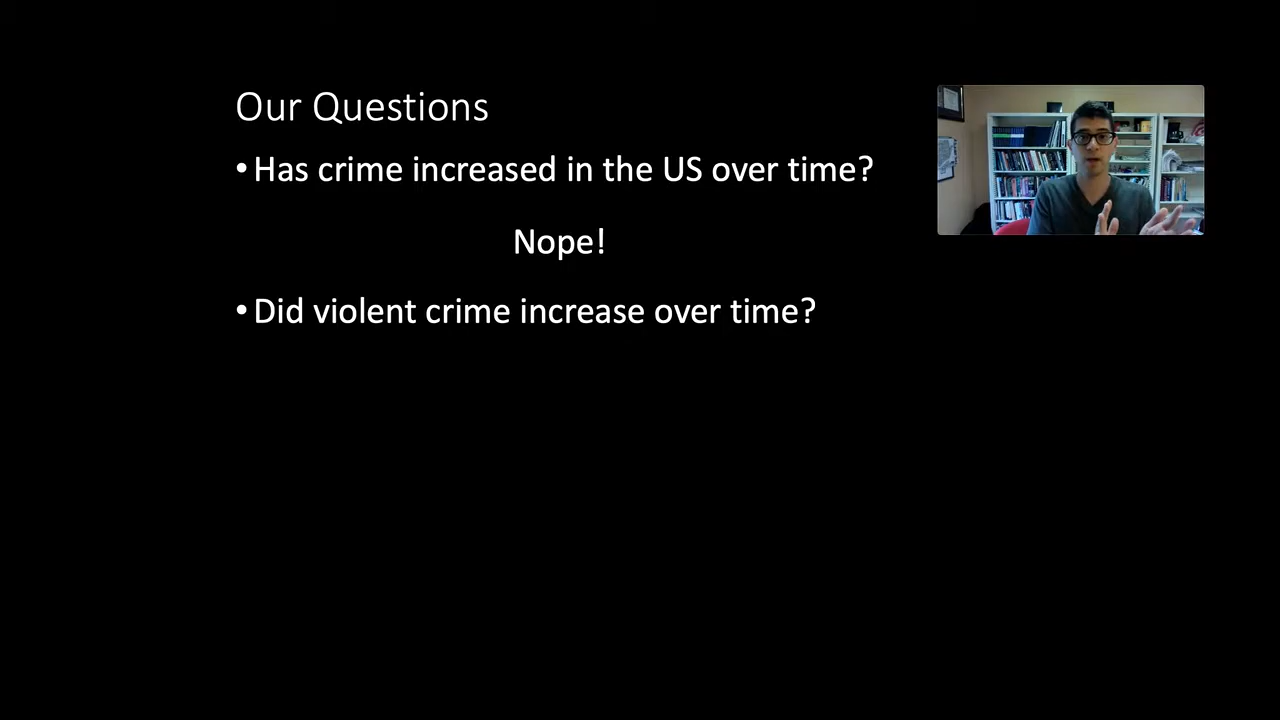 Our Questions
• Has crime increased in the US over time?
Nope!
• Did violent crime increase over time?